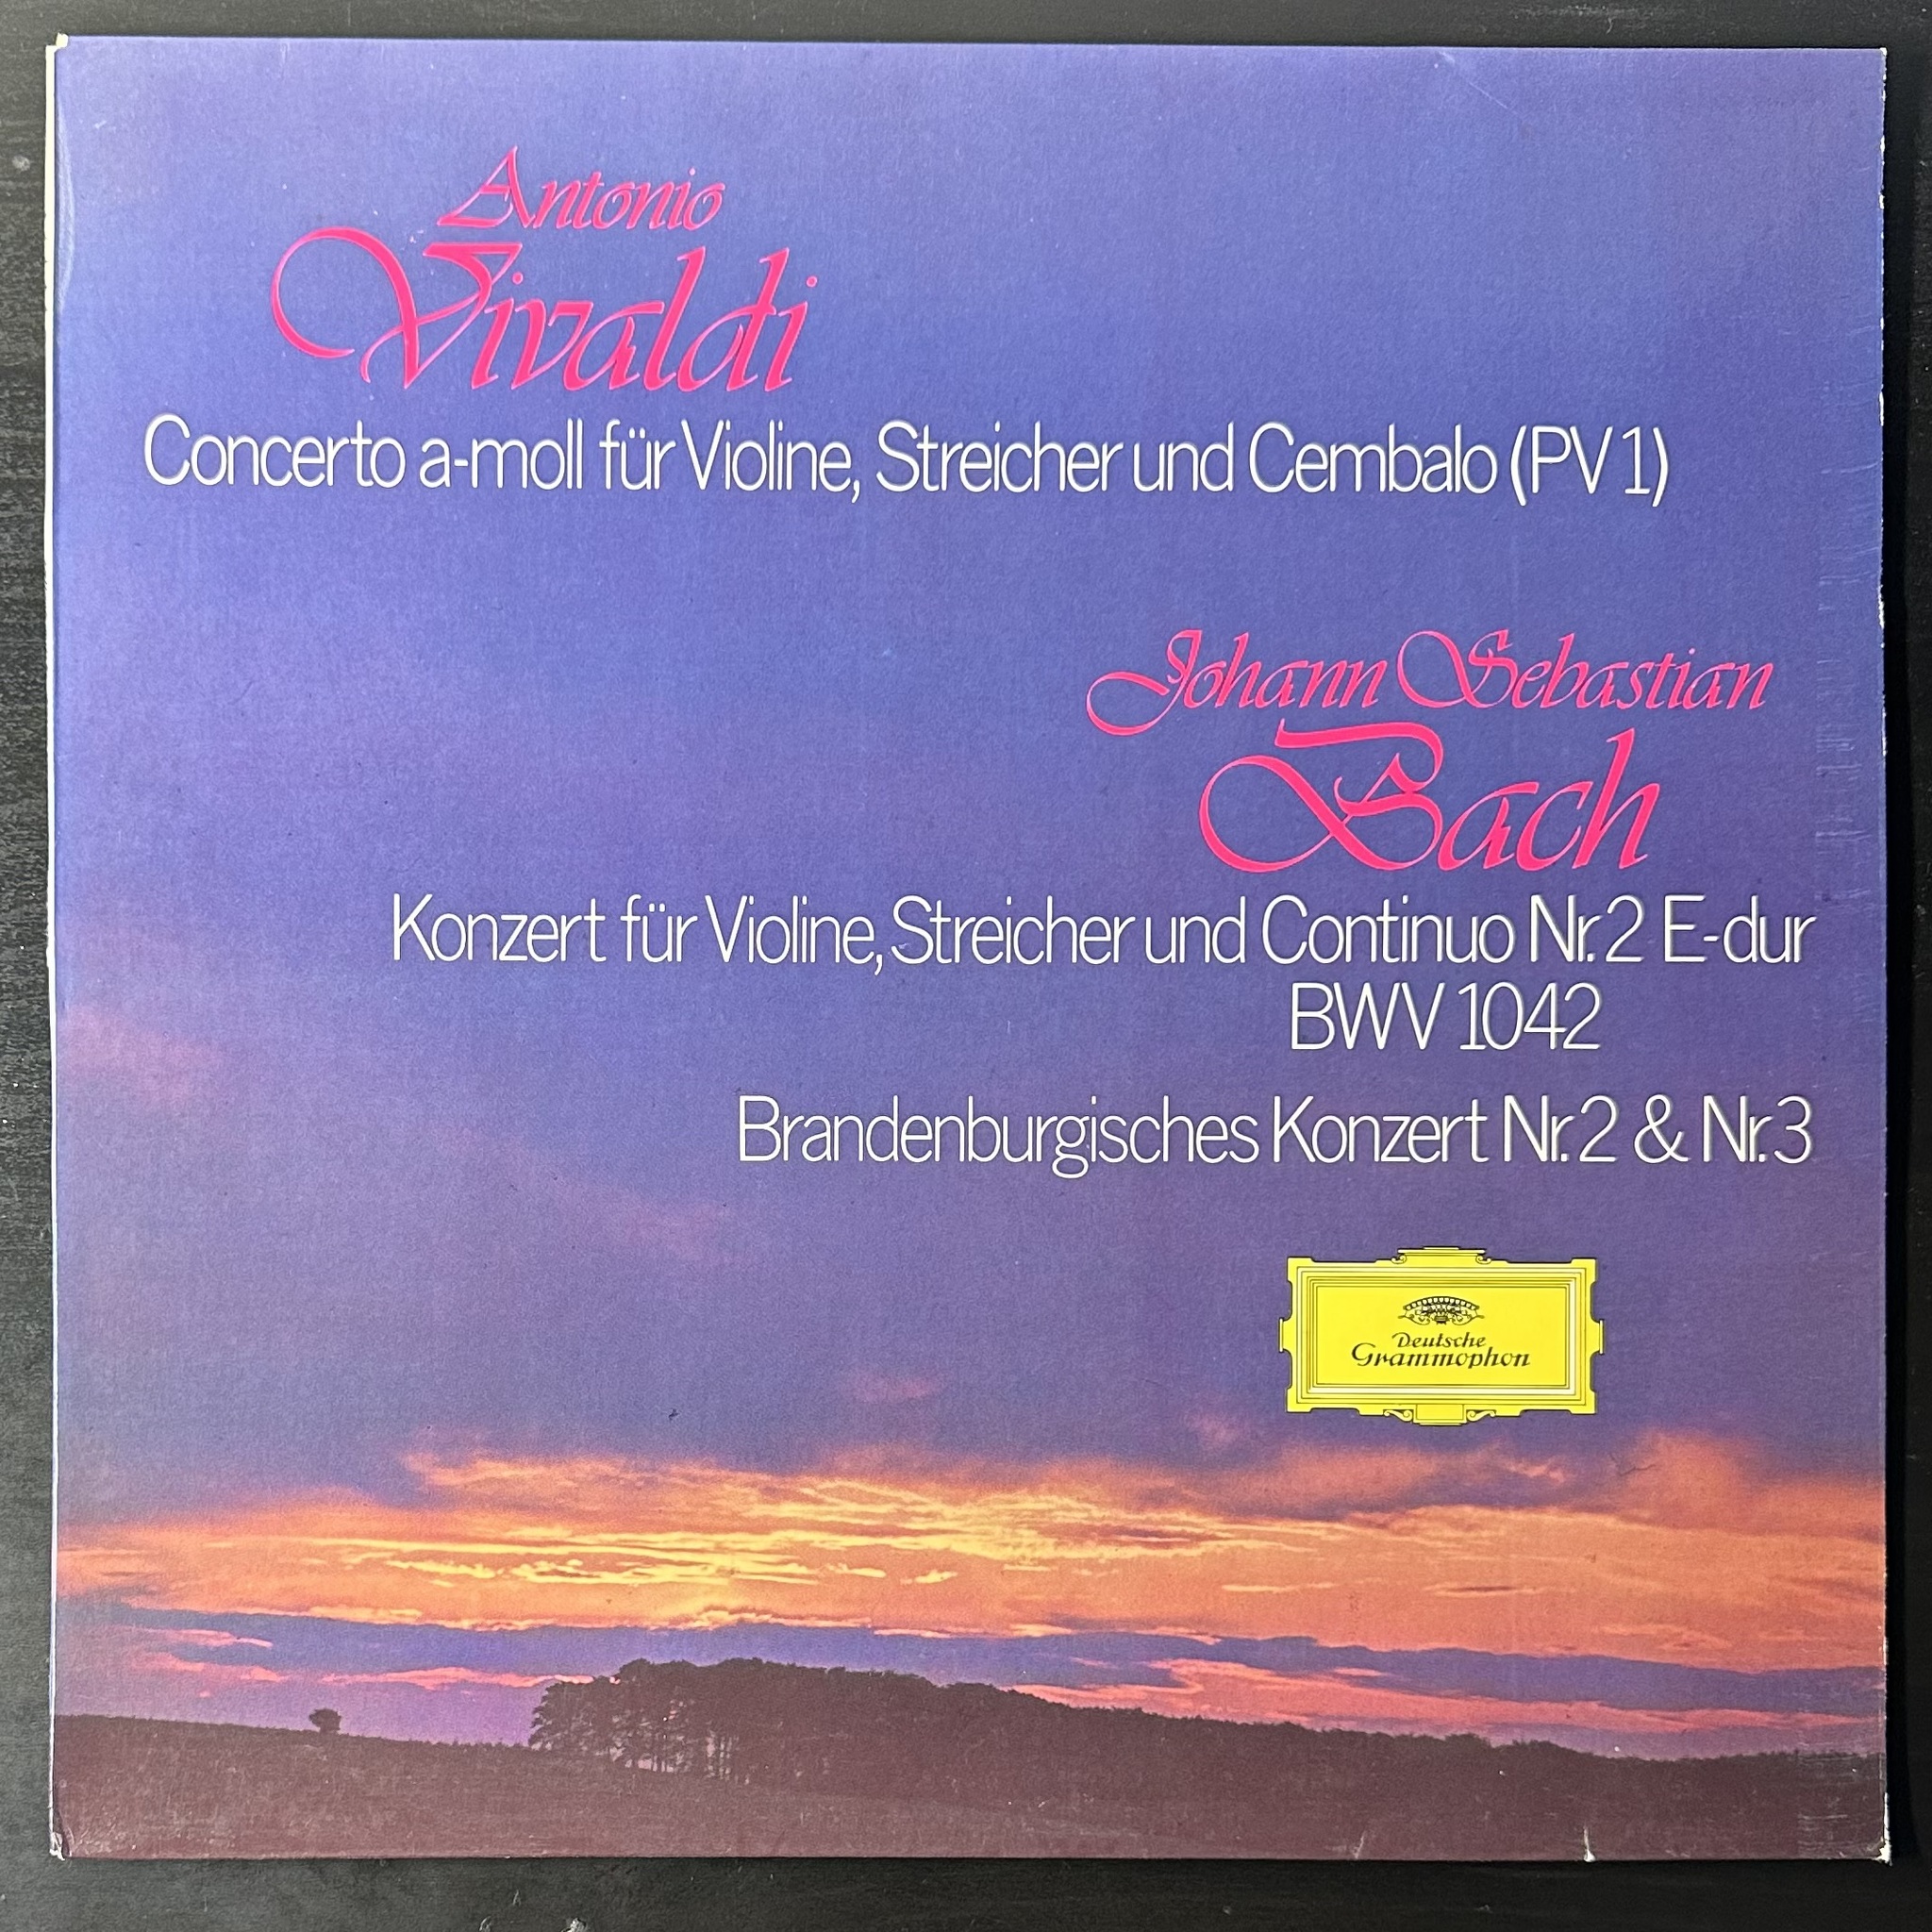 Antonio
Vivaldi
Concerto a-moll für Violine, Streicher und Cembalo (PV 1)
Johann Sebastian
Bach
Konzert für Violine, Streicher und Continuo Nr. 2 E-dur
BWV 1042
Brandenburgisches Konzert Nr. 2 & Nr. 3
Deutsche
Grammophon